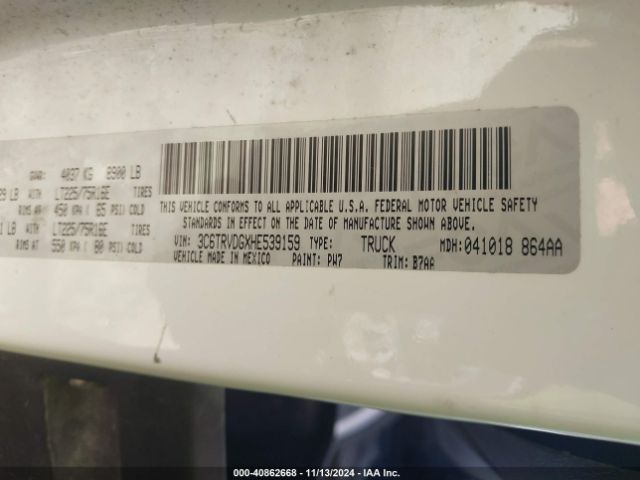 GVWR: 4037 KG 8900 LB
29 LB WITH LT225/75R16E TIRES
RIMS AT 450 KPA / 65 PSI COLD
1 LB WITH LT225/75R16E TIRES
RIMS AT 550 KPA / 80 PSI COLD
THIS VEHICLE CONFORMS TO ALL APPLICABLE U.S.A. FEDERAL MOTOR VEHICLE SAFETY
STANDARDS IN EFFECT ON THE DATE OF MANUFACTURE SHOWN ABOVE.
VIN: 3C6TRVDGXHE539159 TYPE: TRUCK MDH: 041018 864AA
VEHICLE MADE IN MEXICO PAINT: PW7 TRIM: B7AA
000-40862668 - 11/13/2024 - IAA Inc.